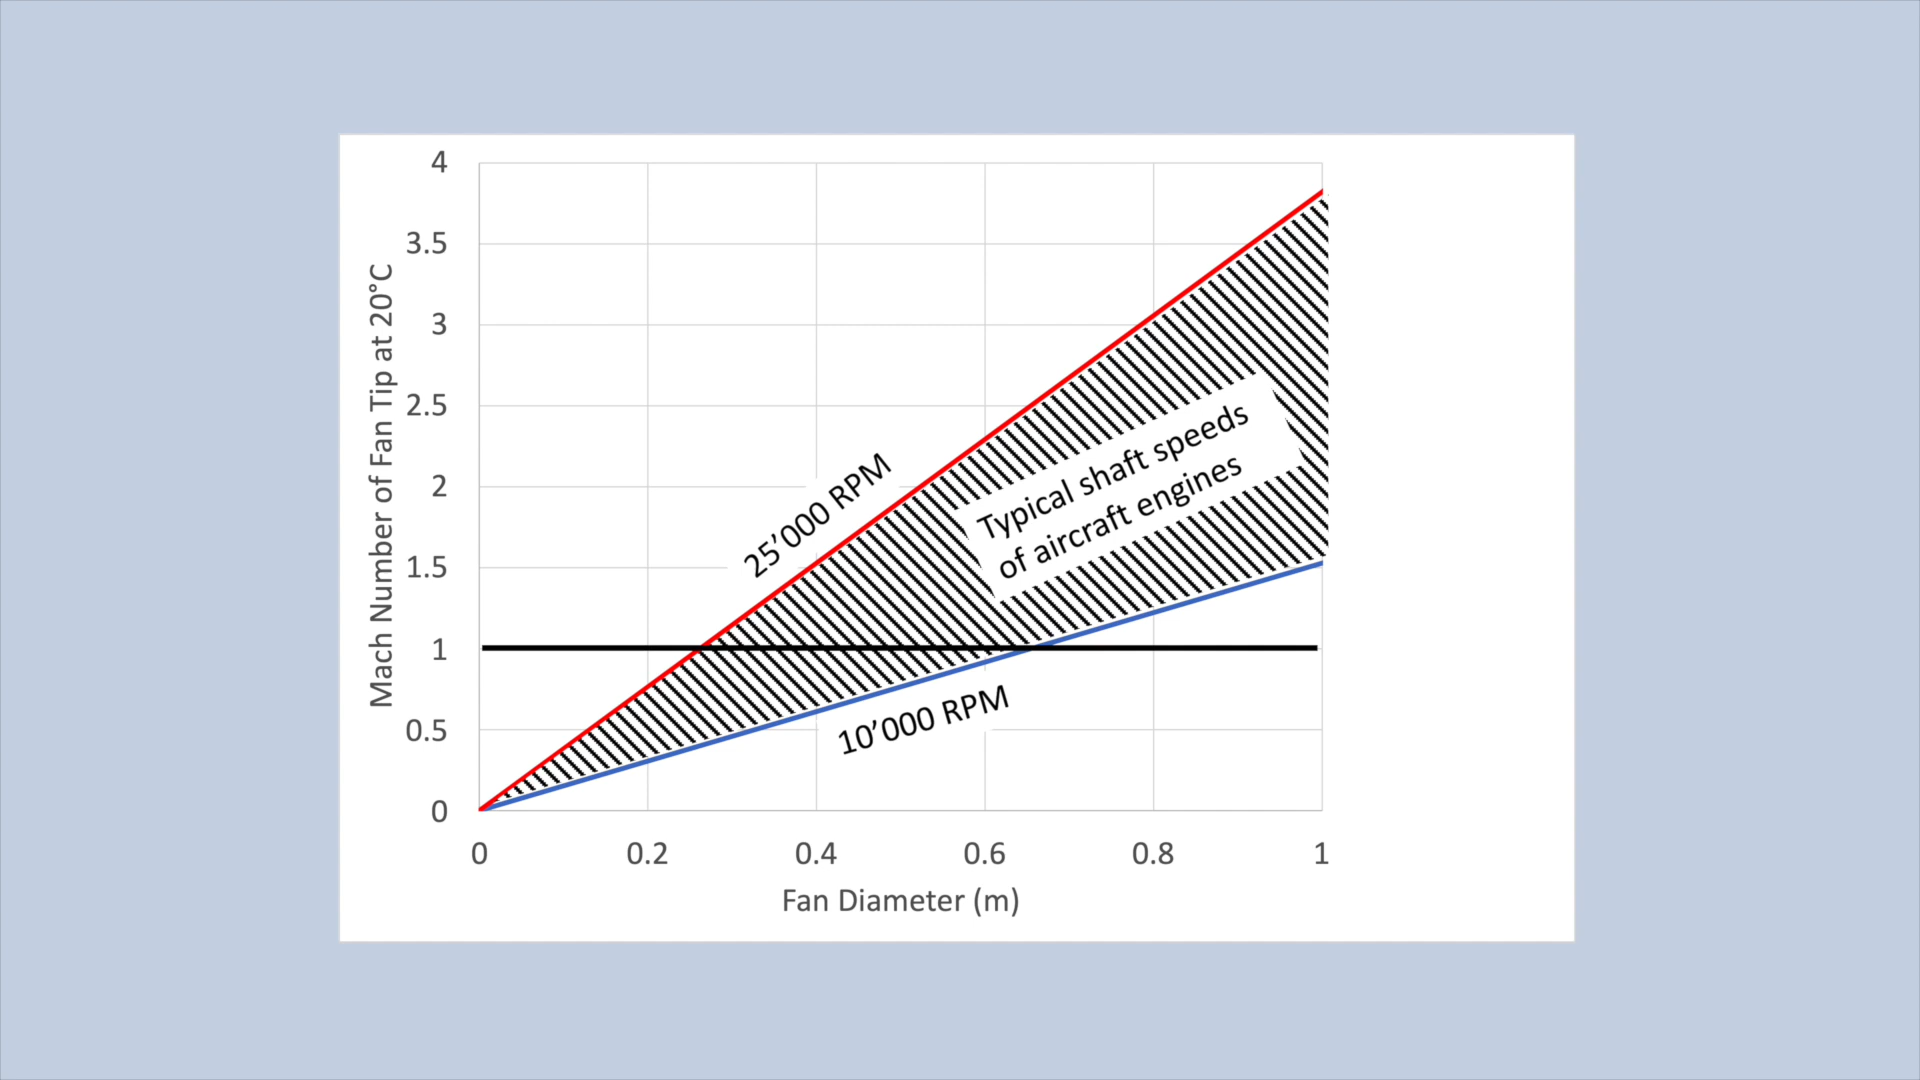 4
3.5
3
2.5
2
1.5
1
0.5
0
Mach Number of Fan Tip at 20°C
25’000 RPM
Typical shaft speeds
of aircraft engines
10’000 RPM
0 0.2 0.4 0.6 0.8 1
Fan Diameter (m)